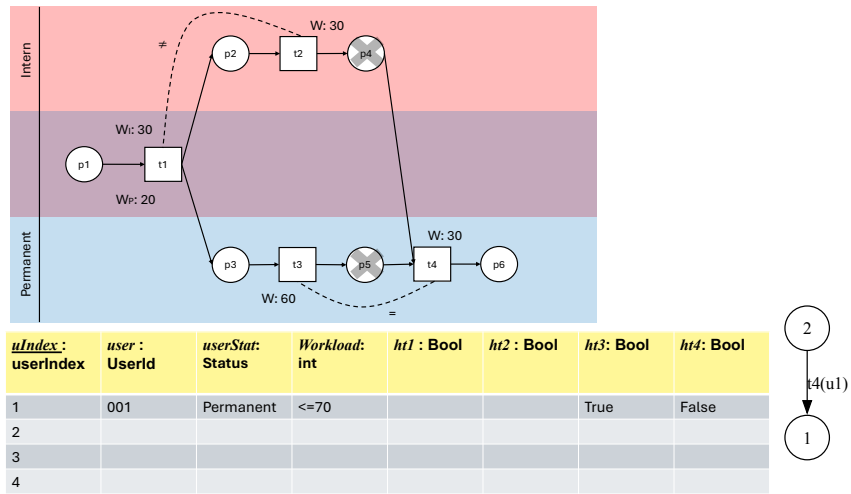 Intern
Permanent
W: 30
≠
p2
t2
p4
Wı: 30
p1
t1
WP: 20
W: 30
p3
t3
p5
t4
p6
W: 60
=
uIndex : user : userStat: Workload: ht1 : Bool ht2 : Bool ht3: Bool ht4: Bool
userIndex UserId Status int
1 001 Permanent <=70 True False
2
3
4
2
t4(u1)
1